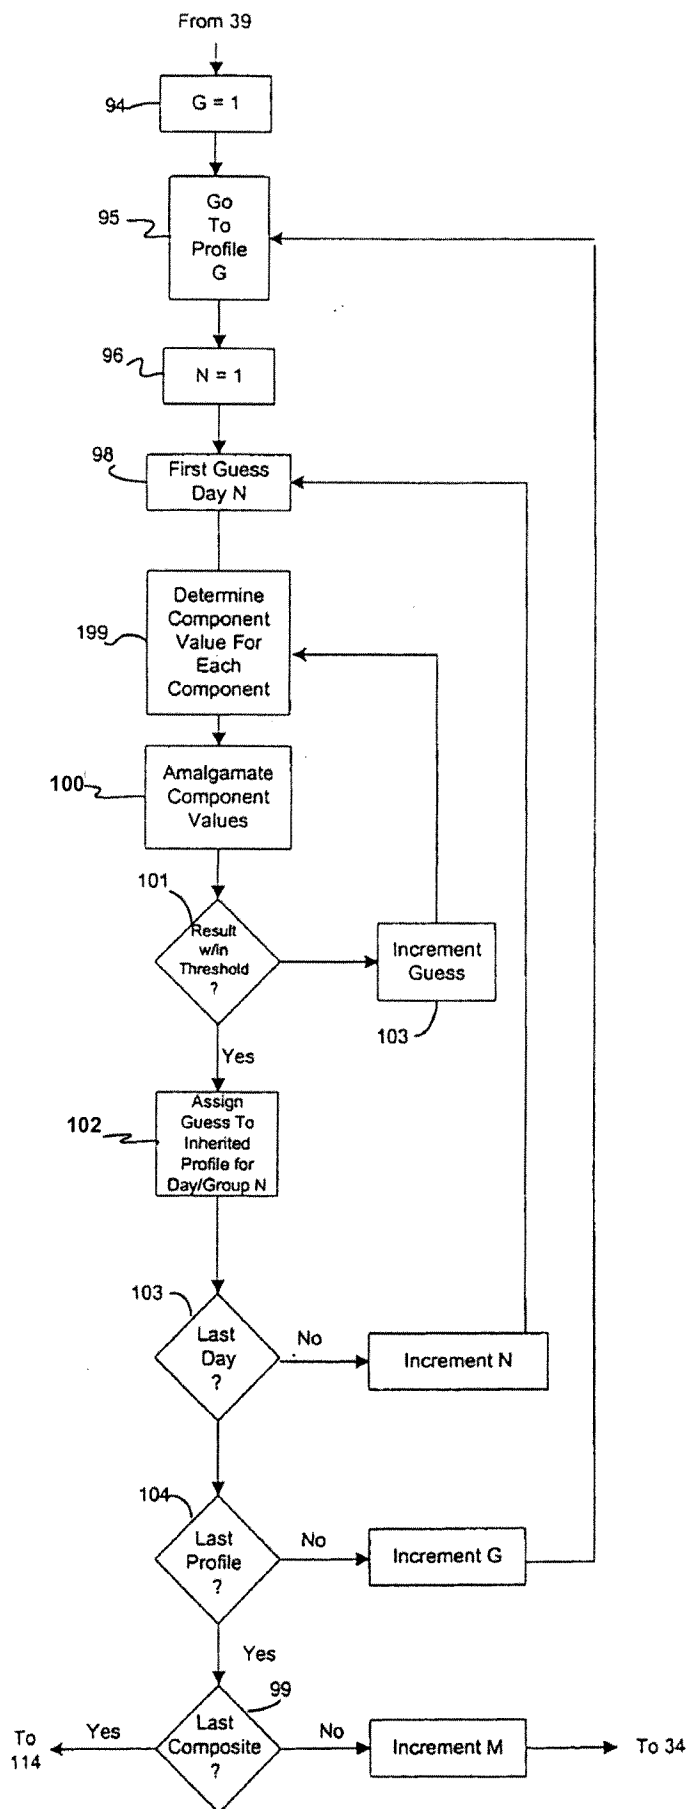 From 39
94
G = 1
95
Go
To
Profile
G
96
N = 1
98
First Guess
Day N
199
Determine
Component
Value For
Each
Component
100
Amalgamate
Component
Values
101
Result
w/in
Threshold
?
Increment
Guess
103
Yes
102
Assign
Guess To
Inherited
Profile for
Day/Group N
103
Last
Day
?
No
Increment N
104
Last
Profile
?
No
Increment G
Yes
99
Last
Composite
?
Yes
To
114
No
Increment M
To 34